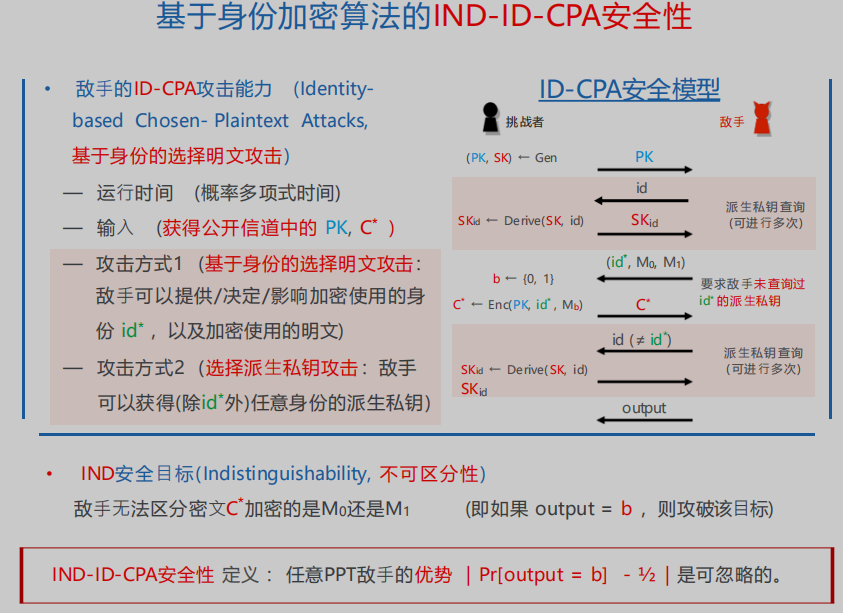 基于身份加密算法的IND-ID-CPA安全性
• 敌手的ID-CPA攻击能力 (Identity-
based Chosen- Plaintext Attacks,
基于身份的选择明文攻击)
— 运行时间 (概率多项式时间)
— 输入 (获得公开信道中的 PK, C* )
— 攻击方式1 (基于身份的选择明文攻击:
敌手可以提供/决定/影响加密使用的身
份 id* ，以及加密使用的明文)
— 攻击方式2 (选择派生私钥攻击: 敌手
可以获得(除id*外)任意身份的派生私钥)
ID-CPA安全模型
挑战者
敌手
(PK, SK) ← Gen
PK
id
SKid ← Derive(SK, id)
SKid
派生私钥查询
(可进行多次)
(id*, M0, M1)
b ← {0, 1}
C* ← Enc(PK, id* , Mb)
C*
要求敌手未查询过
id*的派生私钥
id (≠ id*)
SKid ← Derive(SK, id)
SKid
派生私钥查询
(可进行多次)
output
• IND安全目标(Indistinguishability, 不可区分性)
敌手无法区分密文C*加密的是M0还是M1 (即如果 output = b ，则攻破该目标)
IND-ID-CPA安全性 定义 ：任意PPT敌手的优势 | Pr[output = b] - ½ | 是可忽略的。